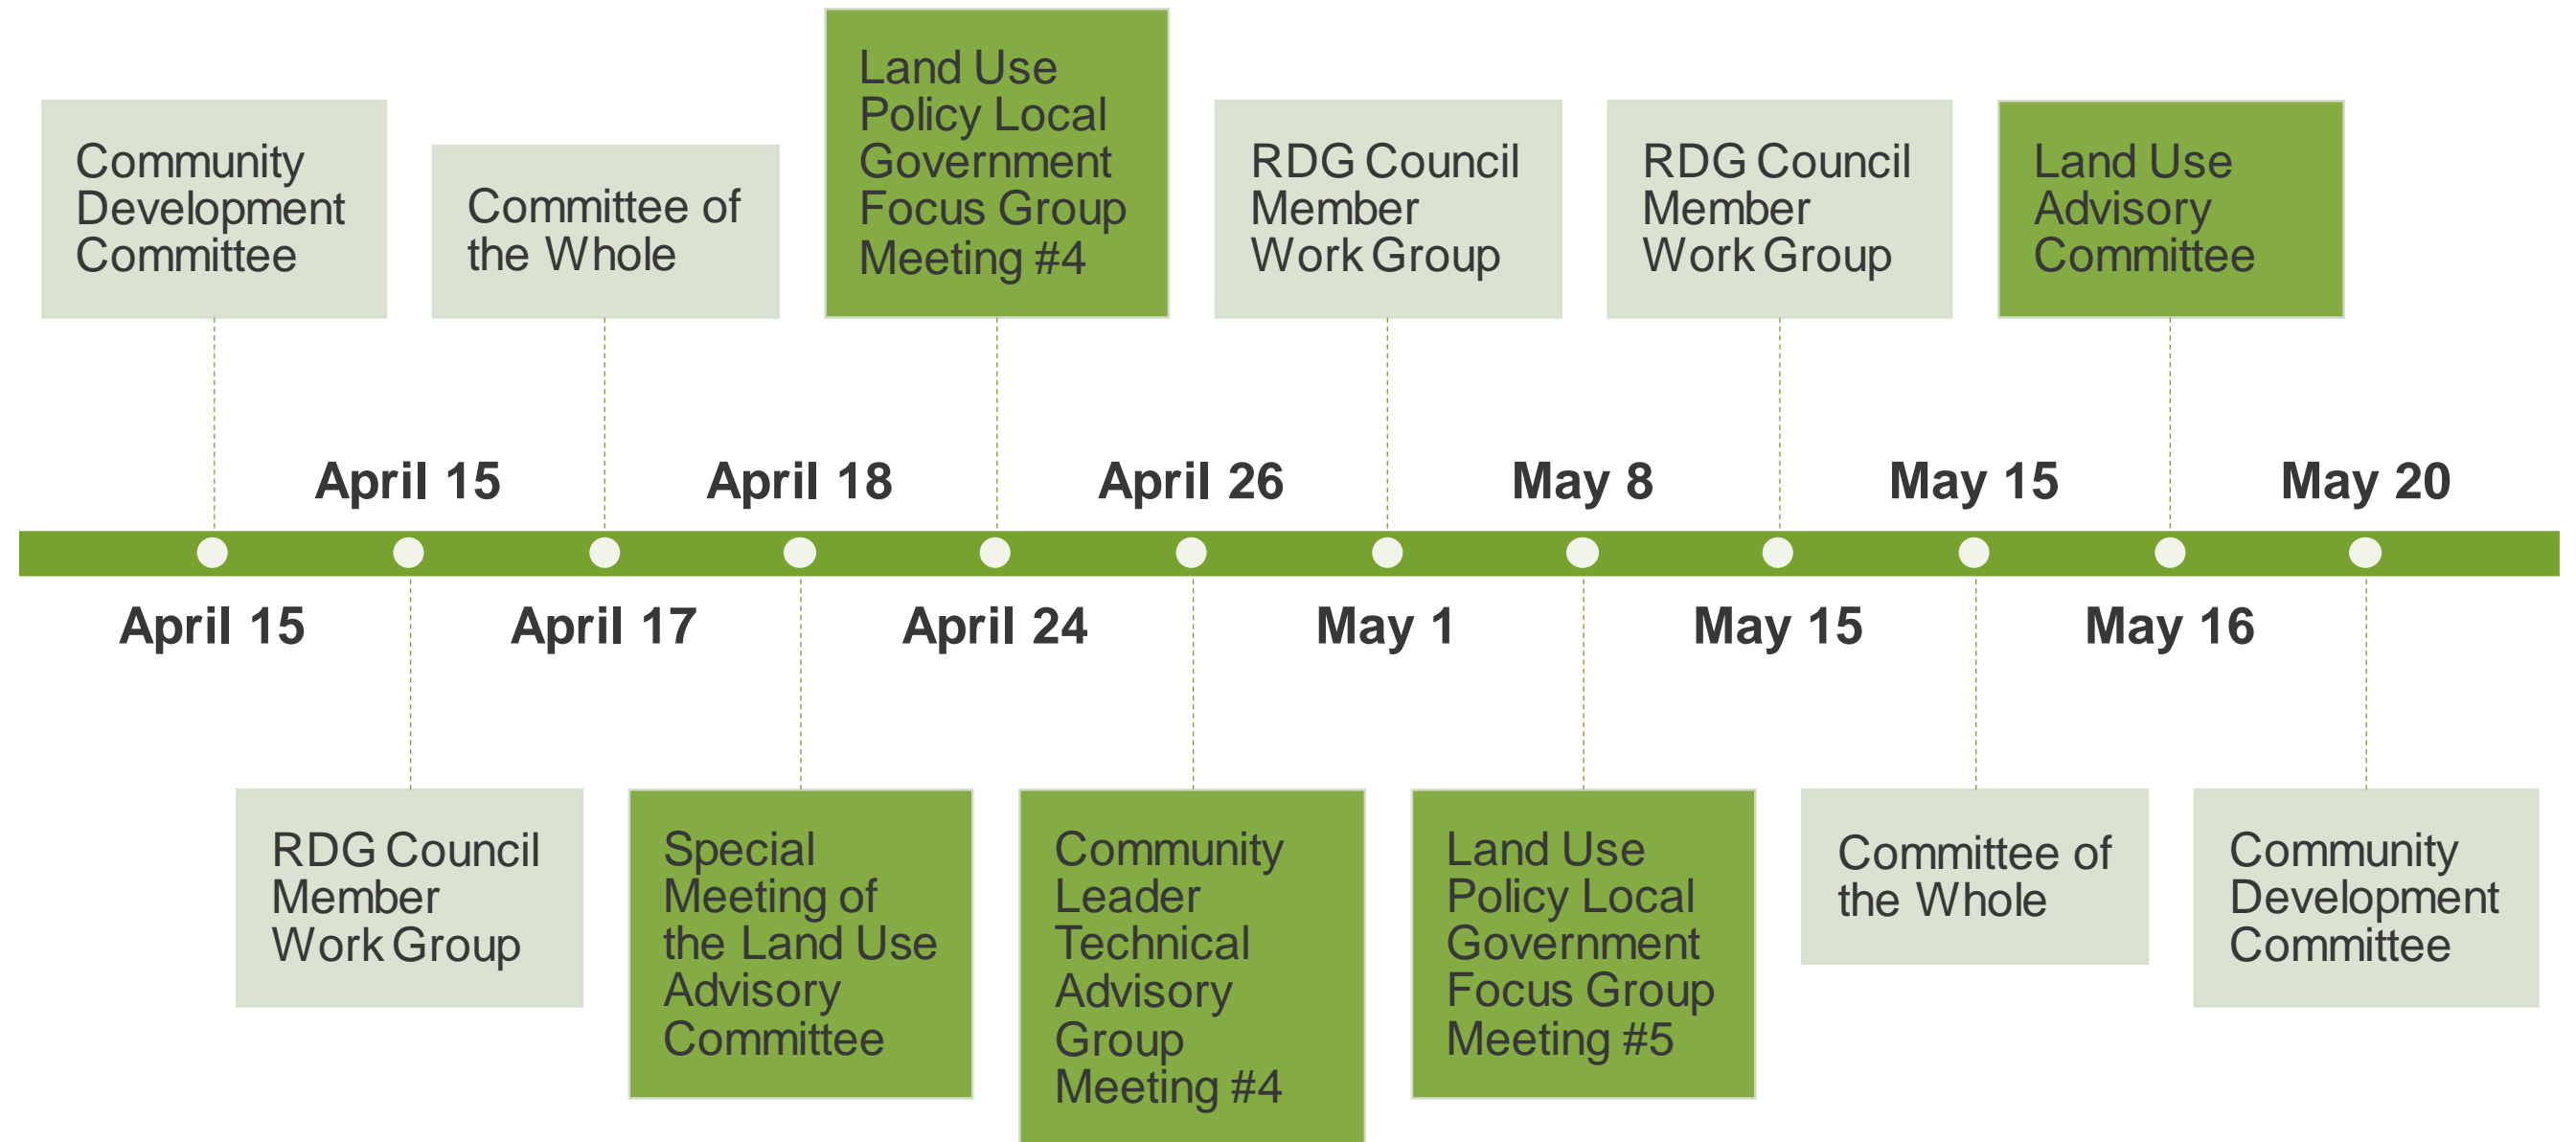 Community
Development
Committee
Committee of
the Whole
Land Use
Policy Local
Government
Focus Group
Meeting #4
RDG Council
Member
Work Group
RDG Council
Member
Work Group
Land Use
Advisory
Committee
April 15
April 18
April 26
May 8
May 15
May 20
April 15
April 17
April 24
May 1
May 15
May 16
RDG Council
Member
Work Group
Special
Meeting of
the Land Use
Advisory
Committee
Community
Leader
Technical
Advisory
Group
Meeting #4
Land Use
Policy Local
Government
Focus Group
Meeting #5
Committee of
the Whole
Community
Development
Committee